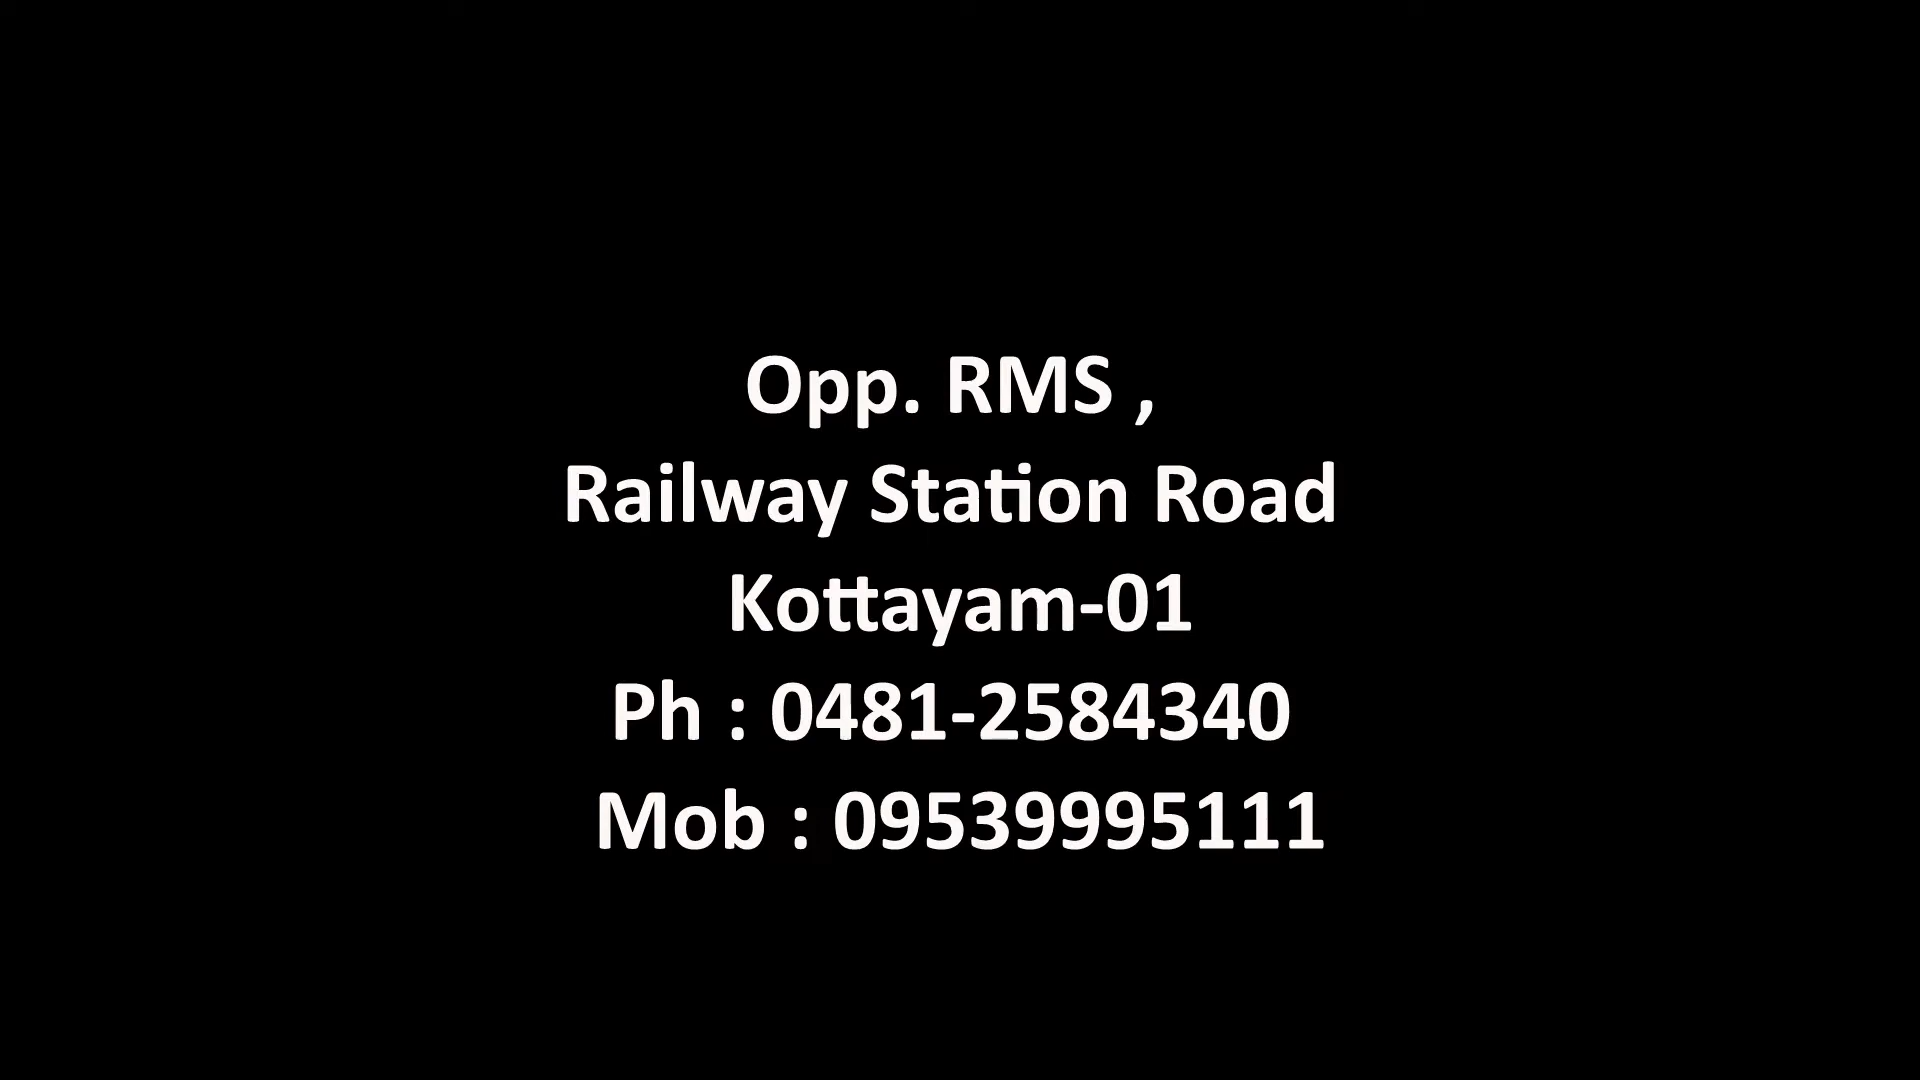 Opp. RMS ,
Railway Station Road
Kottayam-01
Ph : 0481-2584340
Mob : 09539995111